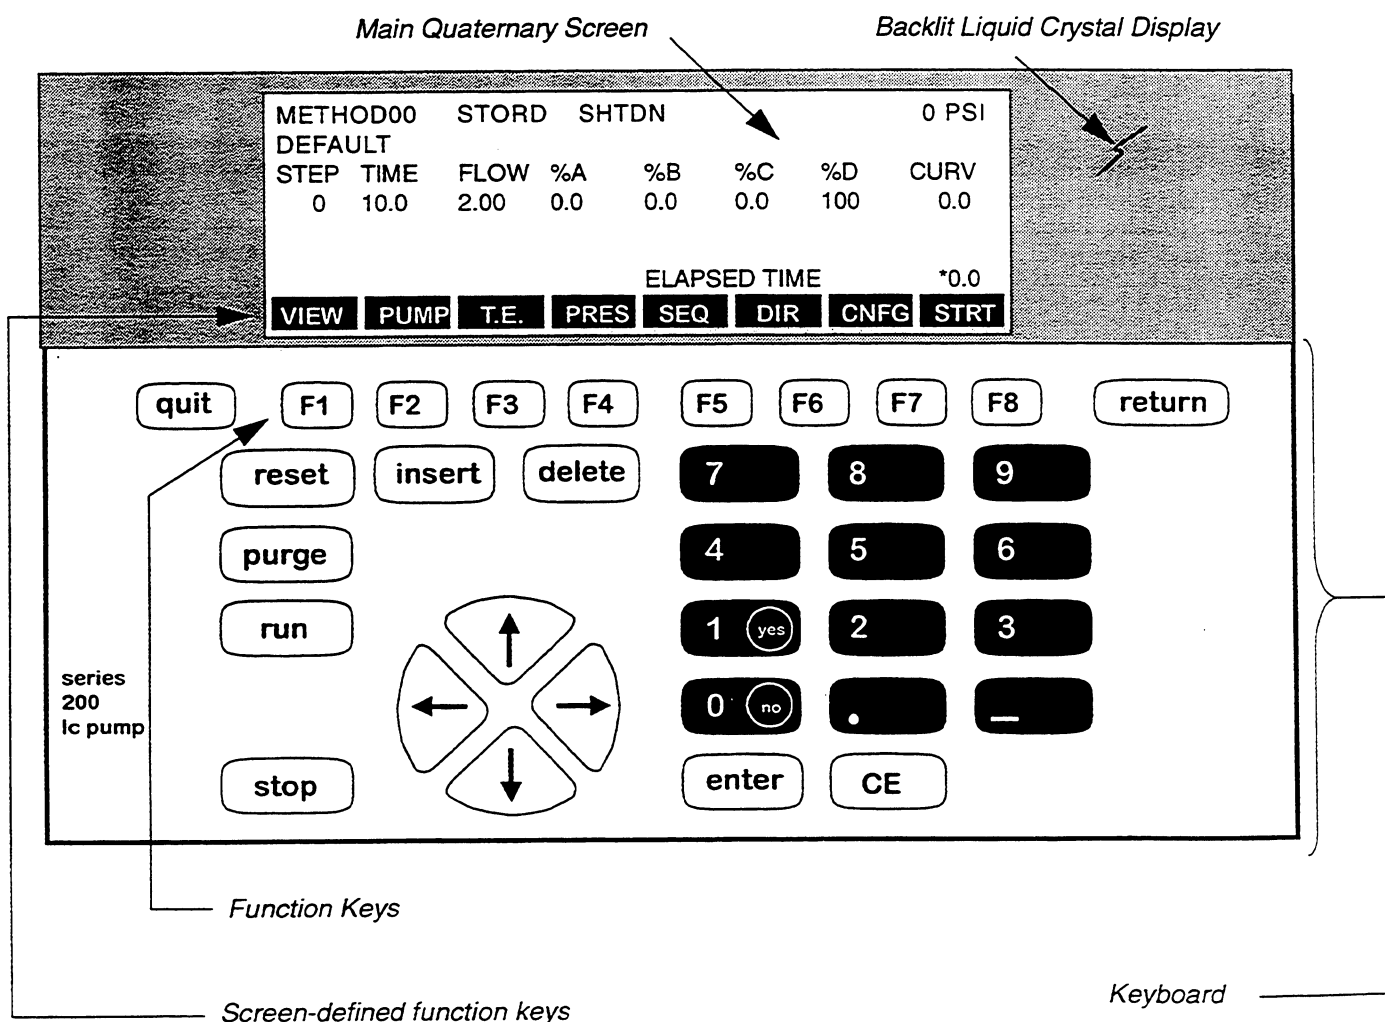 Main Quaternary Screen
Backlit Liquid Crystal Display
METHOD00 STORD SHTDN 0 PSI
DEFAULT
STEP TIME FLOW %A %B %C %D CURV
0 10.0 2.00 0.0 0.0 0.0 100 0.0
ELAPSED TIME *0.0
VIEW PUMP T.E. PRES SEQ DIR CNFG STRT
quit F1 F2 F3 F4 F5 F6 F7 F8 return
reset insert delete 7 8 9
purge 4 5 6
run 1 yes 2 3
series
200
lc pump
0 no . _
stop enter CE
Function Keys
Keyboard
Screen-defined function keys